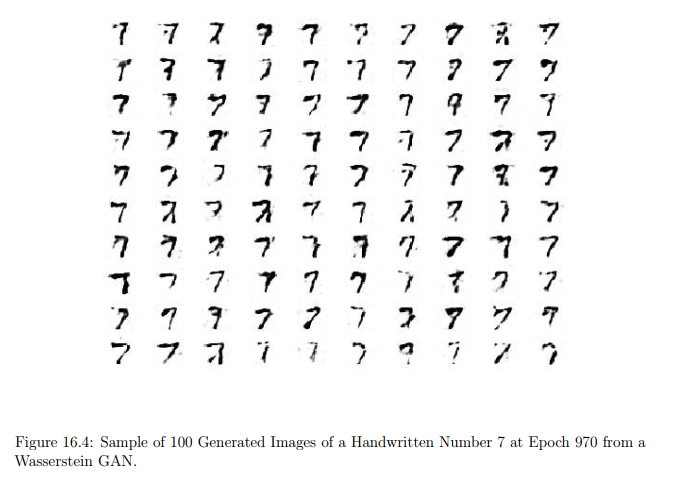 Figure 16.4: Sample of 100 Generated Images of a Handwritten Number 7 at Epoch 970 from a
Wasserstein GAN.